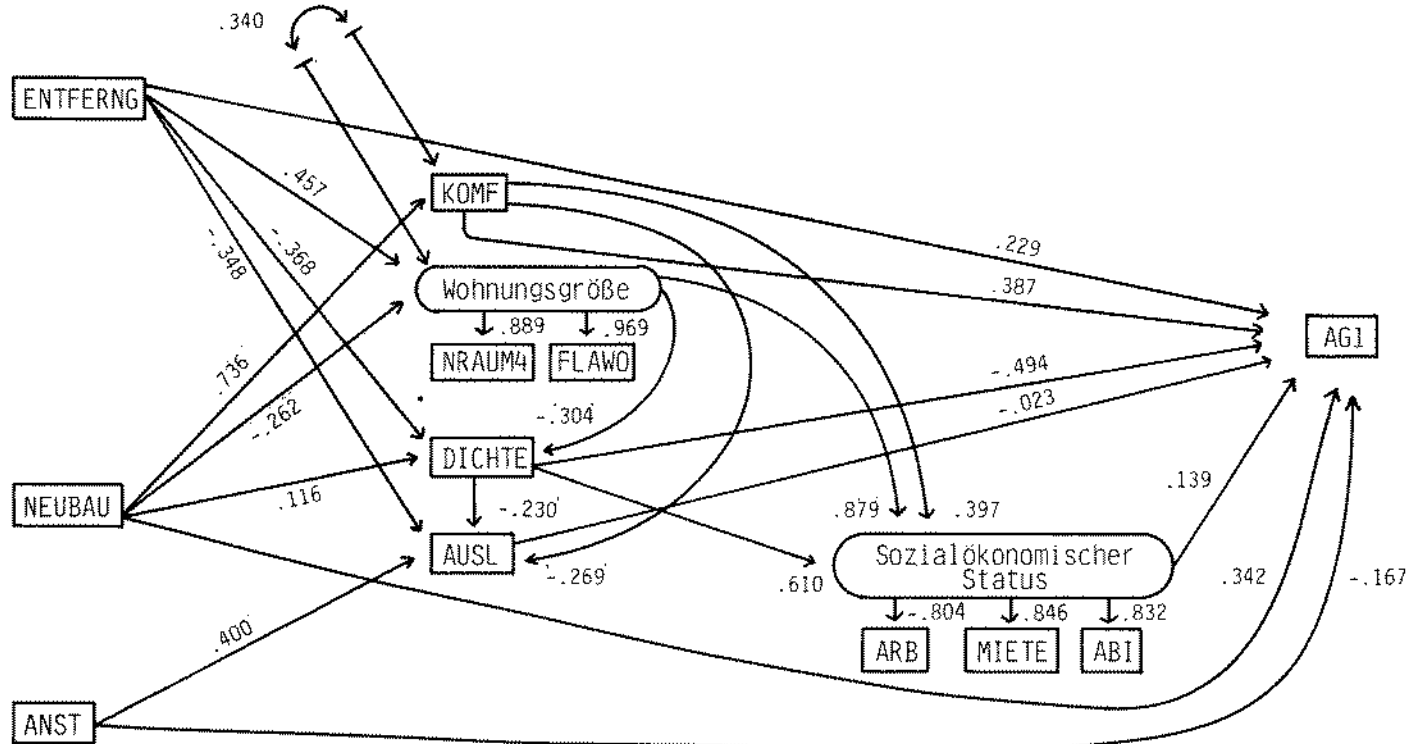 .340
ENTFERNG
.457
-.368
-.348
KOMF
.229
.387
Wohnungsgröße
.889
.969
NRAUM4
FLAWO
AG1
.736
-.262
-.494
-.023
-.304
DICHTE
.116
NEUBAU
-.230
.139
.879
.397
AUSL
-.269
Sozialökonomischer
Status
.610
.342
-.167
-.804
.846
.832
ARB
MIETE
ABI
.400
ANST